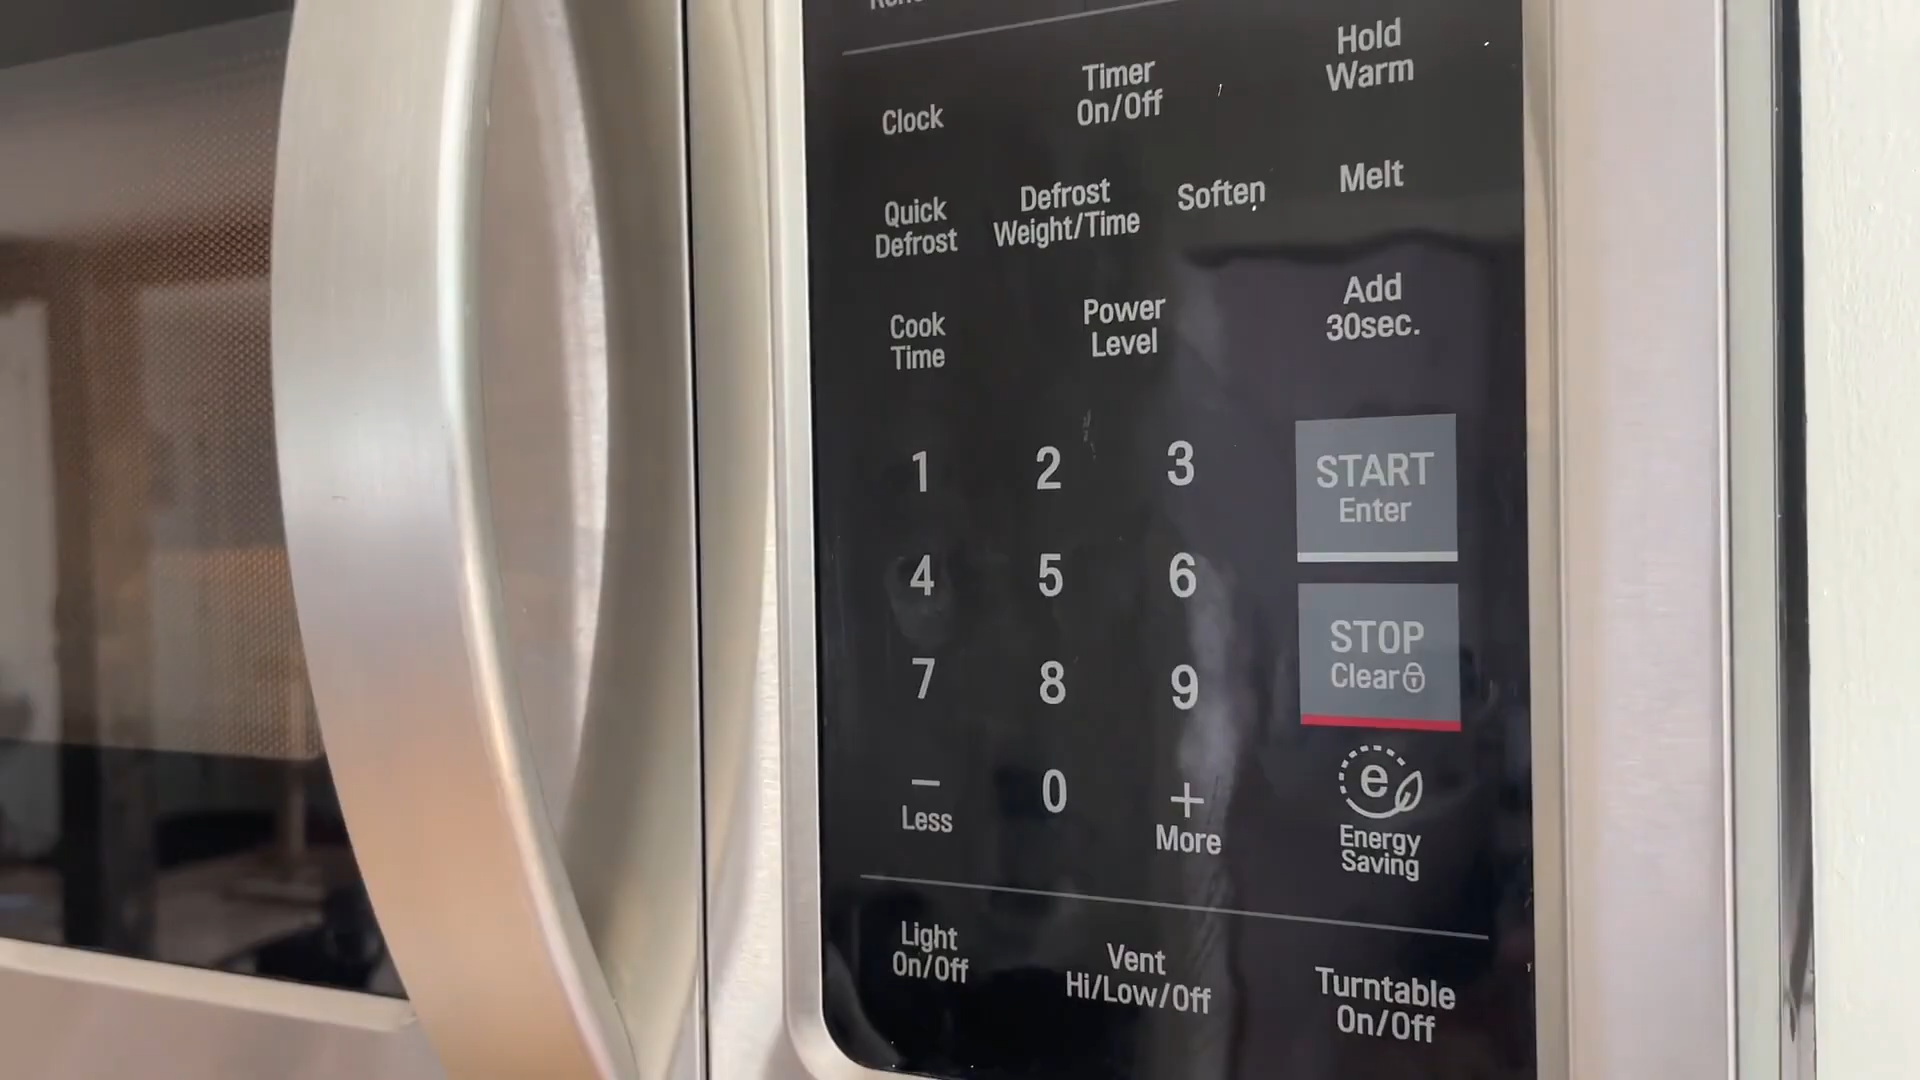 Clock
Timer
On/Off
Hold
Warm
Quick
Defrost
Defrost
Weight/Time
Soften
Melt
Cook
Time
Power
Level
Add
30sec.
1 2 3
START
Enter
4 5 6
7 8 9
STOP
Clear
−
Less
0
+
More
e
Energy
Saving
Light
On/Off
Vent
Hi/Low/Off
Turntable
On/Off